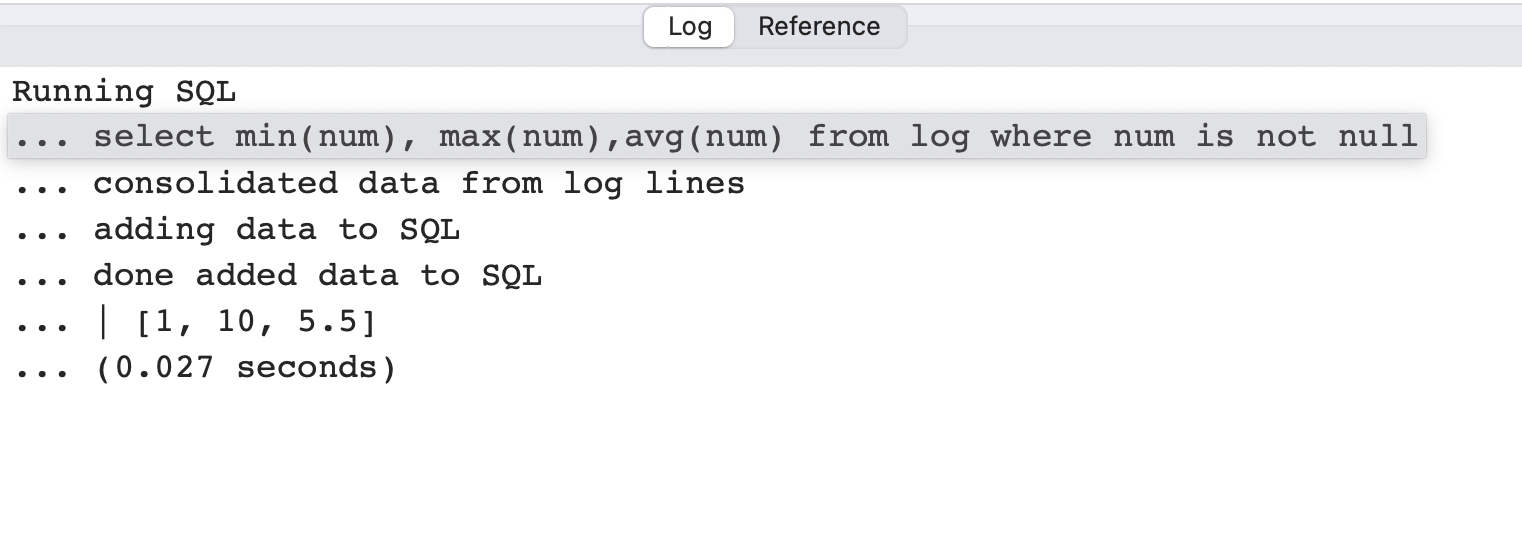 Log Reference
Running SQL
... select min(num), max(num),avg(num) from log where num is not null
... consolidated data from log lines
... adding data to SQL
... done added data to SQL
... | [1, 10, 5.5]
... (0.027 seconds)